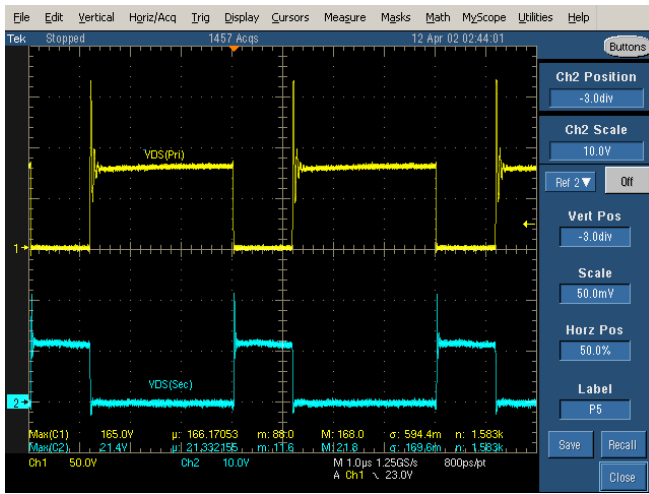 File Edit Vertical Horiz/Acq Trig Display Cursors Measure Masks Math MyScope Utilities Help
Tek Stopped 1457 Acqs 12 Apr 02 02:44:01
Buttons
Ch2 Position
-3.0div
Ch2 Scale
10.0V
Ref 2 Off
Vert Pos
-3.0div
Scale
50.0mV
Horz Pos
50.0%
Label
P5
Save Recall
Close
VDS(Pri)
1
VDS(Sec)
2
Max(C1) 165.0V µ: 166.17053 m: 88.0 M: 168.0 σ: 594.4m n: 1.583k
Max(C2) 21.4V µ: 21.332155 m: 11.6 M: 21.8 σ: 169.6m n: 1.583k
Ch1 50.0V Ch2 10.0V M 1.0µs 1.25GS/s 800ps/pt
A Ch1 23.0V